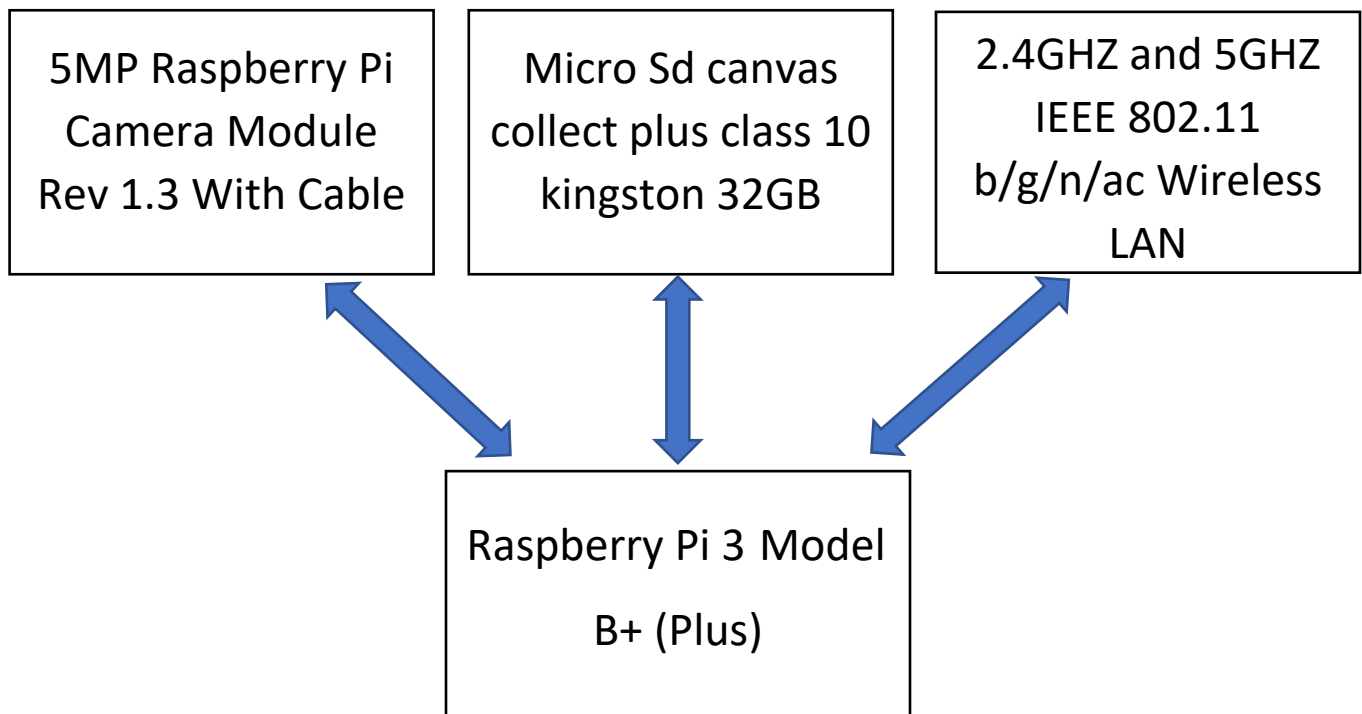 5MP Raspberry Pi
Camera Module
Rev 1.3 With Cable
Micro Sd canvas
collect plus class 10
kingston 32GB
2.4GHZ and 5GHZ
IEEE 802.11
b/g/n/ac Wireless
LAN
Raspberry Pi 3 Model
B+ (Plus)